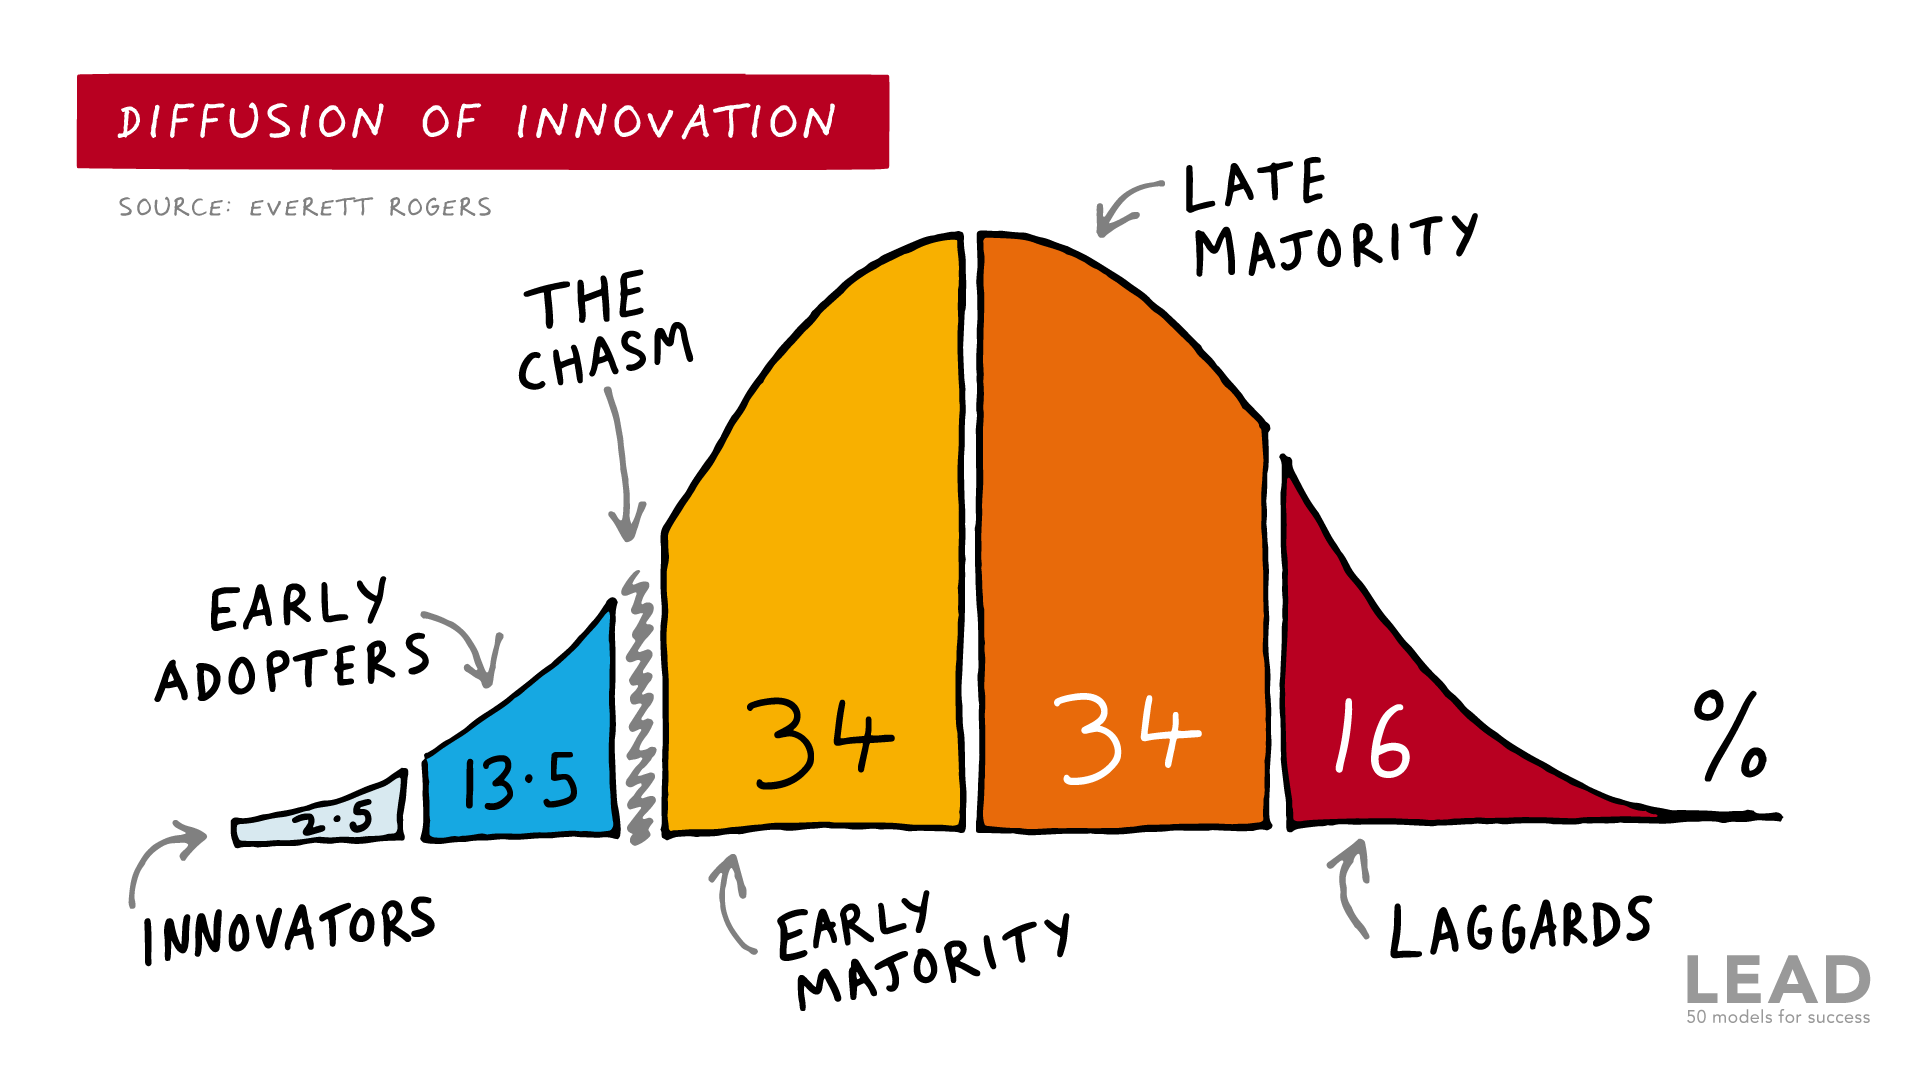 DIFFUSION OF INNOVATION
SOURCE: EVERETT ROGERS
LATE
MAJORITY
THE
CHASM
EARLY
ADOPTERS
2.5
13.5
34
34
16
%
INNOVATORS
EARLY
MAJORITY
LAGGARDS
LEAD
50 models for success